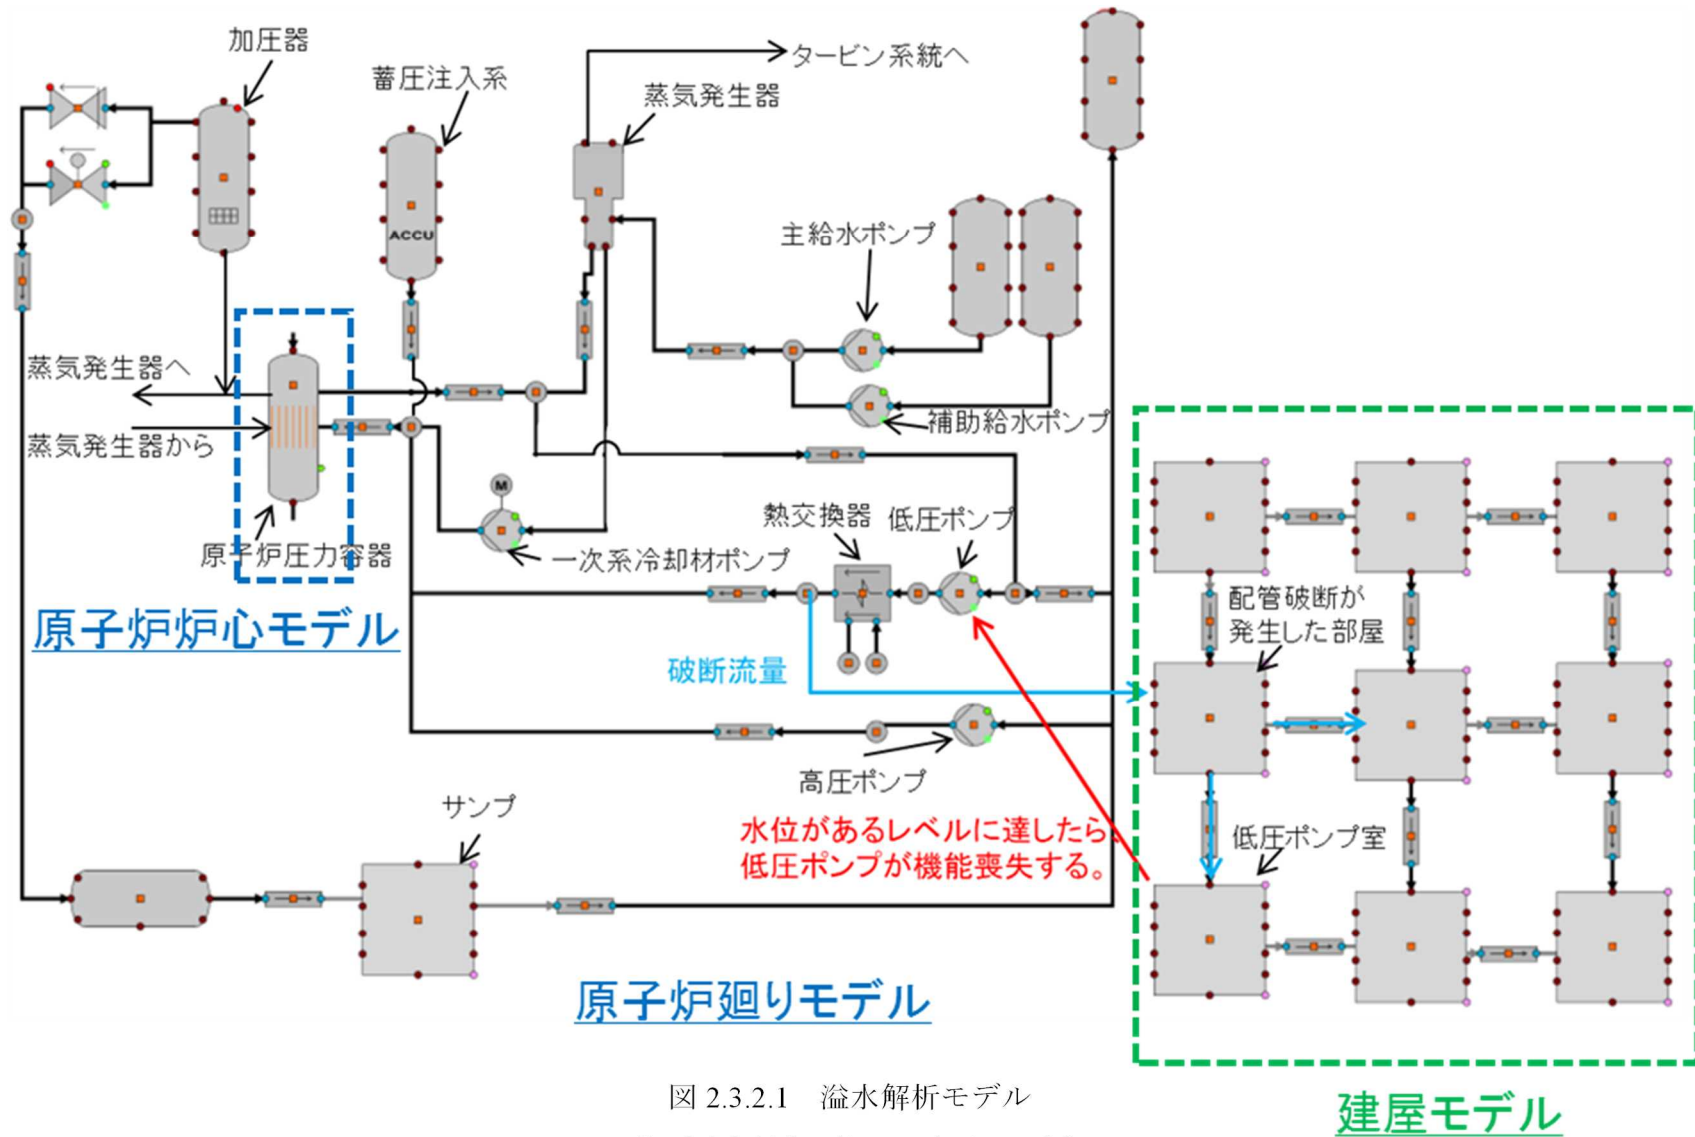 加圧器
蓄圧注入系
タービン系統へ
蒸気発生器
ACCU
主給水ポンプ
蒸気発生器へ
蒸気発生器から
補助給水ポンプ
M
熱交換器
低圧ポンプ
原子炉圧力容器
一次系冷却材ポンプ
原子炉炉心モデル
配管破断が
発生した部屋
破断流量
高圧ポンプ
サンプ
水位があるレベルに達したら、
低圧ポンプが機能喪失する。
低圧ポンプ室
原子炉廻りモデル
図 2.3.2.1 溢水解析モデル
建屋モデル